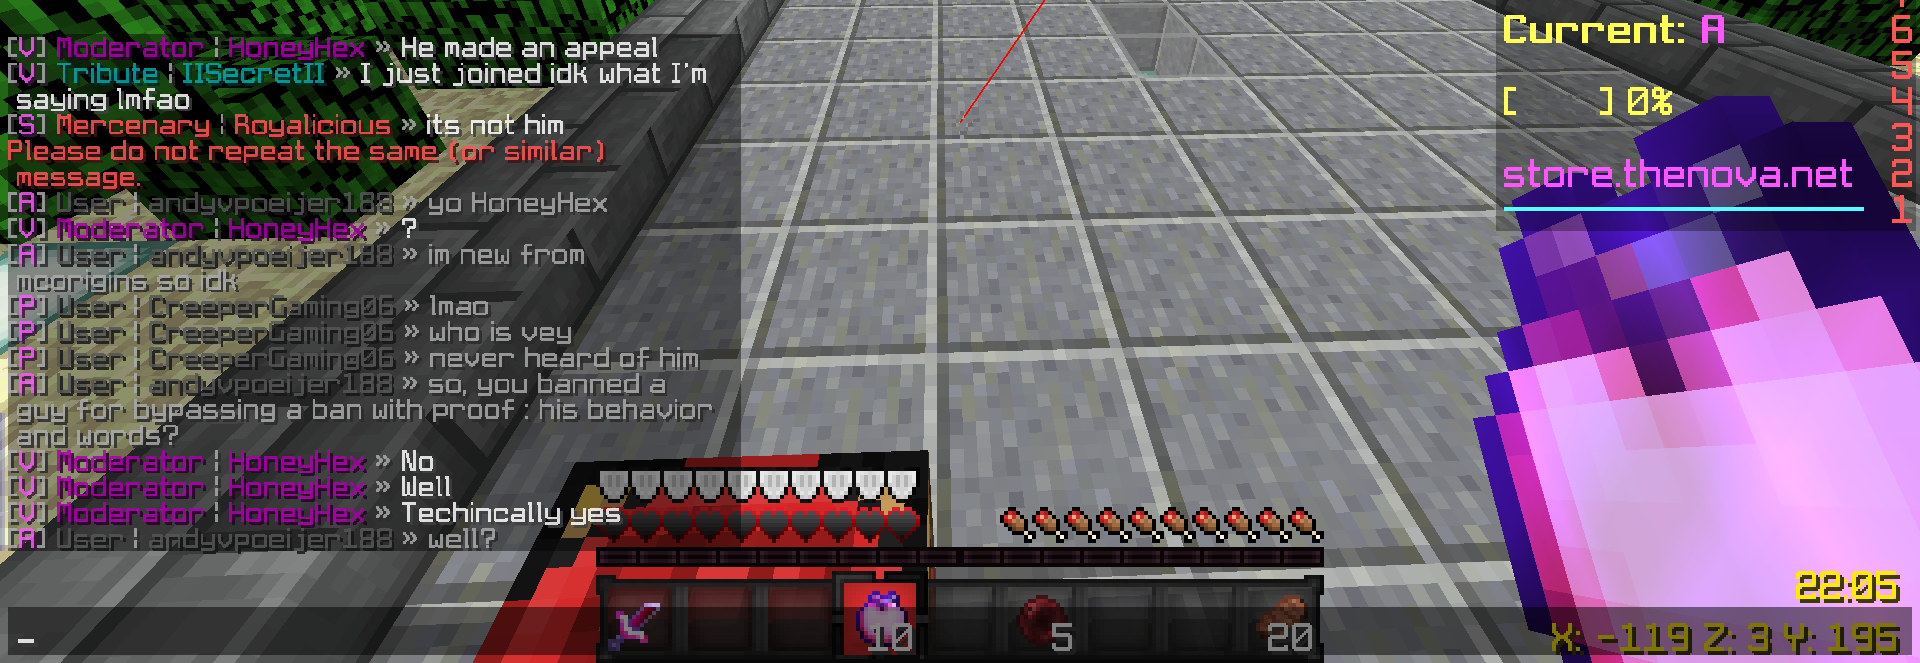 [V] Moderator ¦ HoneyHex » He made an appeal
[V] Tribute ¦ IISecretII » I just joined idk what I'm
saying lmfao
[S] Mercenary ¦ Royalicious » its not him
Please do not repeat the same (or similar)
message.
[A] User ¦ andyvpoeijer188 » yo HoneyHex
[V] Moderator ¦ HoneyHex » ?
[A] User ¦ andyvpoeijer188 » im new from
mcorigins so idk
[P] User ¦ CreeperGaming06 » lmao
[P] User ¦ CreeperGaming06 » who is vey
[P] User ¦ CreeperGaming06 » never heard of him
[A] User ¦ andyvpoeijer188 » so, you banned a
guy for bypassing a ban with proof : his behavior
and words?
[V] Moderator ¦ HoneyHex » No
[V] Moderator ¦ HoneyHex » Well
[V] Moderator ¦ HoneyHex » Techincally yes
[A] User ¦ andyvpoeijer188 » well?
_
Current: A
6
5
[ ] 0%
4
3
store.thenova.net
2
1
10
5
20
22:05
X: -119 Z: 3 Y: 195